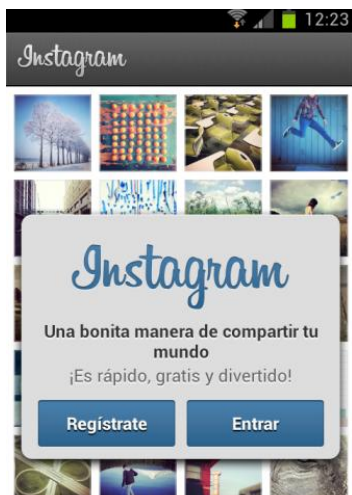 12:23
Instagram
Instagram
Una bonita manera de compartir tu
mundo
¡Es rápido, gratis y divertido!
Regístrate
Entrar